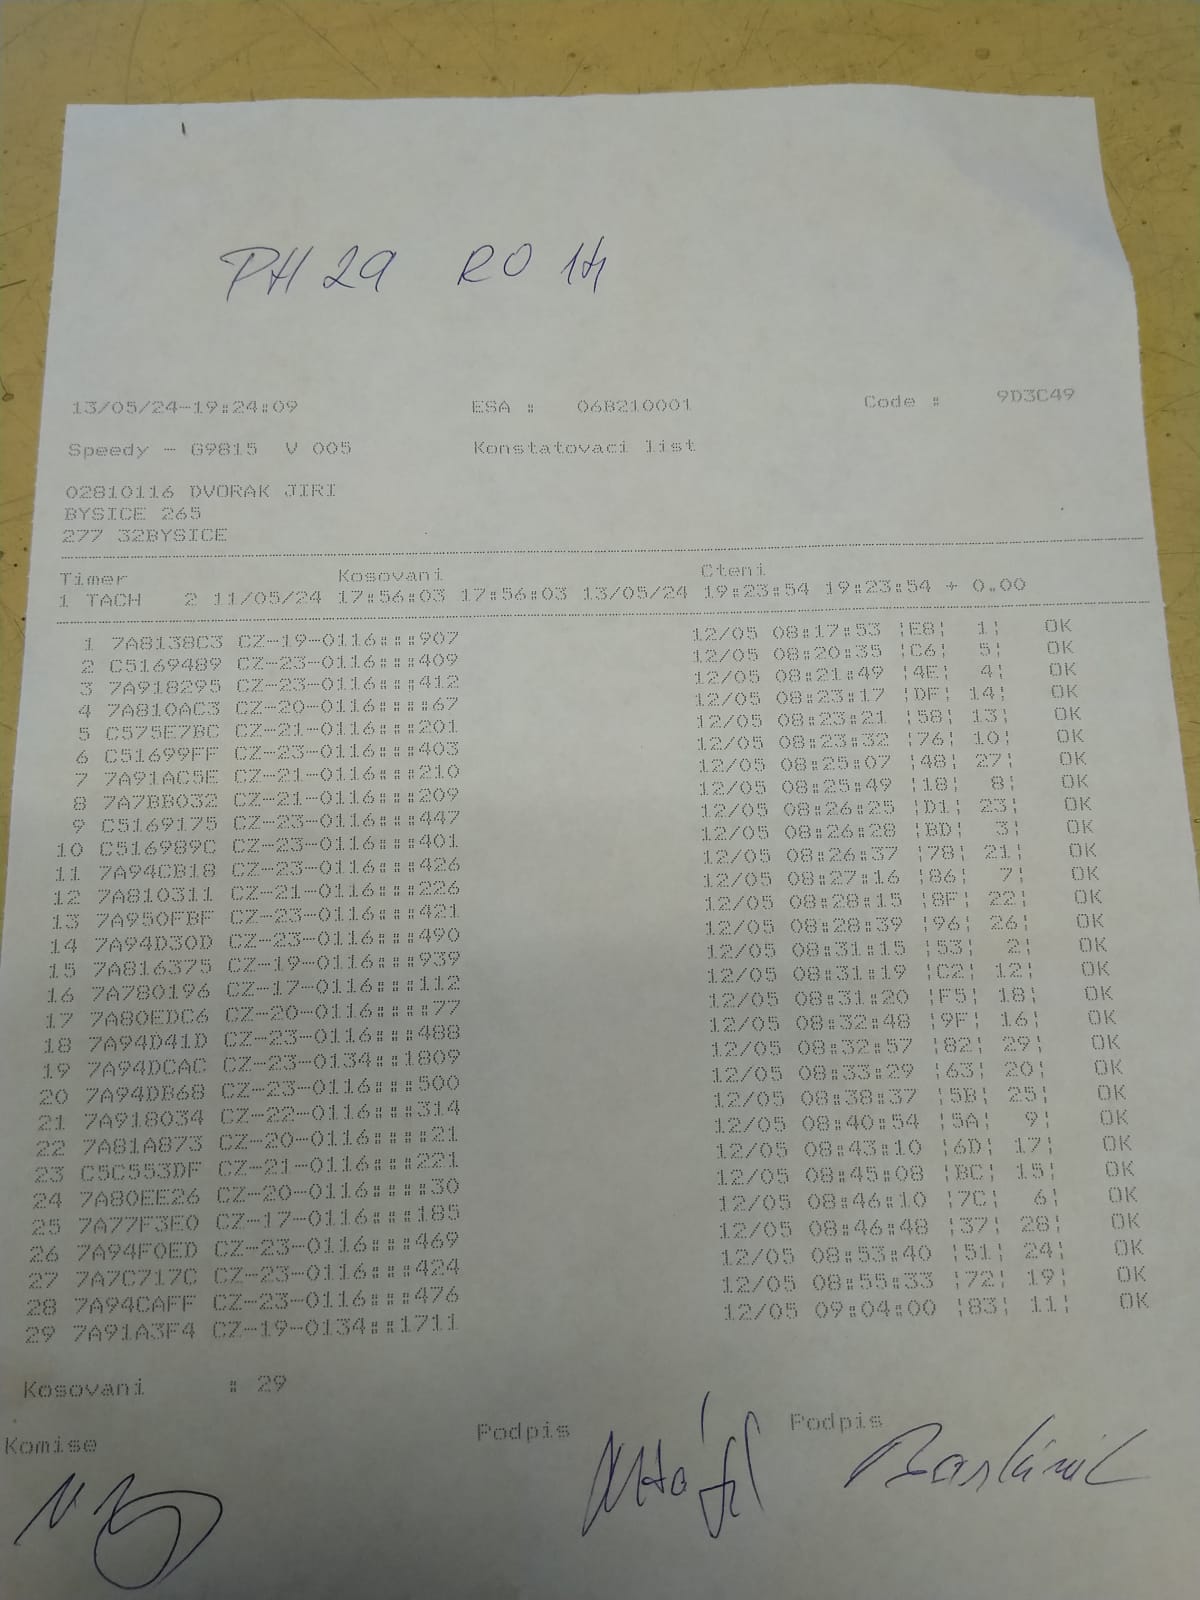 PH 29 RO 14
13/05/24-19:24:09 ESA : 06B210001 Code : 9D3C49
Speedy - G9815 V 005 Konstatovaci list
02810116 DVORAK JIRI
BYSICE 265
277 32BYSICE
Timer Kosovani Cteni
1 TACH 2 11/05/24 17:56:03 17:56:03 13/05/24 19:23:54 19:23:54 + 0.00
1 7A8138C3 CZ-19-0116:::907 12/05 08:17:53 ¦E8¦ 1¦ OK
2 C5169489 CZ-23-0116:::409 12/05 08:20:35 ¦C6¦ 5¦ OK
3 7A918295 CZ-23-0116:::412 12/05 08:21:49 ¦4E¦ 4¦ OK
4 7A810AC3 CZ-20-0116::::67 12/05 08:23:17 ¦DF¦ 14¦ OK
5 C575E7BC CZ-21-0116:::201 12/05 08:23:21 ¦58¦ 13¦ OK
6 C51699FF CZ-23-0116:::403 12/05 08:23:32 ¦76¦ 10¦ OK
7 7A91AC5E CZ-21-0116:::210 12/05 08:25:07 ¦48¦ 27¦ OK
8 7A7BB032 CZ-21-0116:::209 12/05 08:25:49 ¦18¦ 8¦ OK
9 C5169175 CZ-23-0116:::447 12/05 08:26:25 ¦D1¦ 23¦ OK
10 C516989C CZ-23-0116:::401 12/05 08:26:28 ¦BD¦ 3¦ OK
11 7A94CB18 CZ-23-0116:::426 12/05 08:26:37 ¦78¦ 21¦ OK
12 7A810311 CZ-21-0116:::226 12/05 08:27:16 ¦86¦ 7¦ OK
13 7A950FBF CZ-23-0116:::421 12/05 08:28:15 ¦8F¦ 22¦ OK
14 7A94D30D CZ-23-0116:::490 12/05 08:28:39 ¦96¦ 26¦ OK
15 7A816375 CZ-19-0116:::939 12/05 08:31:15 ¦53¦ 2¦ OK
16 7A780196 CZ-17-0116:::112 12/05 08:31:19 ¦C2¦ 12¦ OK
17 7A80EDC6 CZ-20-0116::::77 12/05 08:31:20 ¦F5¦ 18¦ OK
18 7A94D41D CZ-23-0116:::488 12/05 08:32:48 ¦9F¦ 16¦ OK
19 7A94DCAC CZ-23-0134::1809 12/05 08:32:57 ¦82¦ 29¦ OK
20 7A94DB68 CZ-23-0116:::500 12/05 08:33:29 ¦63¦ 20¦ OK
21 7A918034 CZ-22-0116:::314 12/05 08:38:37 ¦5B¦ 25¦ OK
22 7A81A873 CZ-20-0116::::21 12/05 08:40:54 ¦5A¦ 9¦ OK
23 C5C553DF CZ-21-0116:::221 12/05 08:43:10 ¦6D¦ 17¦ OK
24 7A80EE26 CZ-20-0116::::30 12/05 08:45:08 ¦BC¦ 15¦ OK
25 7A77F3E0 CZ-17-0116:::185 12/05 08:46:10 ¦7C¦ 6¦ OK
26 7A94F0ED CZ-23-0116:::469 12/05 08:46:48 ¦37¦ 28¦ OK
27 7A7C717C CZ-23-0116:::424 12/05 08:53:40 ¦51¦ 24¦ OK
28 7A94CAFF CZ-23-0116:::476 12/05 08:55:33 ¦72¦ 19¦ OK
29 7A91A3F4 CZ-19-0134::1711 12/05 09:04:00 ¦83¦ 11¦ OK
Kosovani : 29
Komise Podpis Podpis